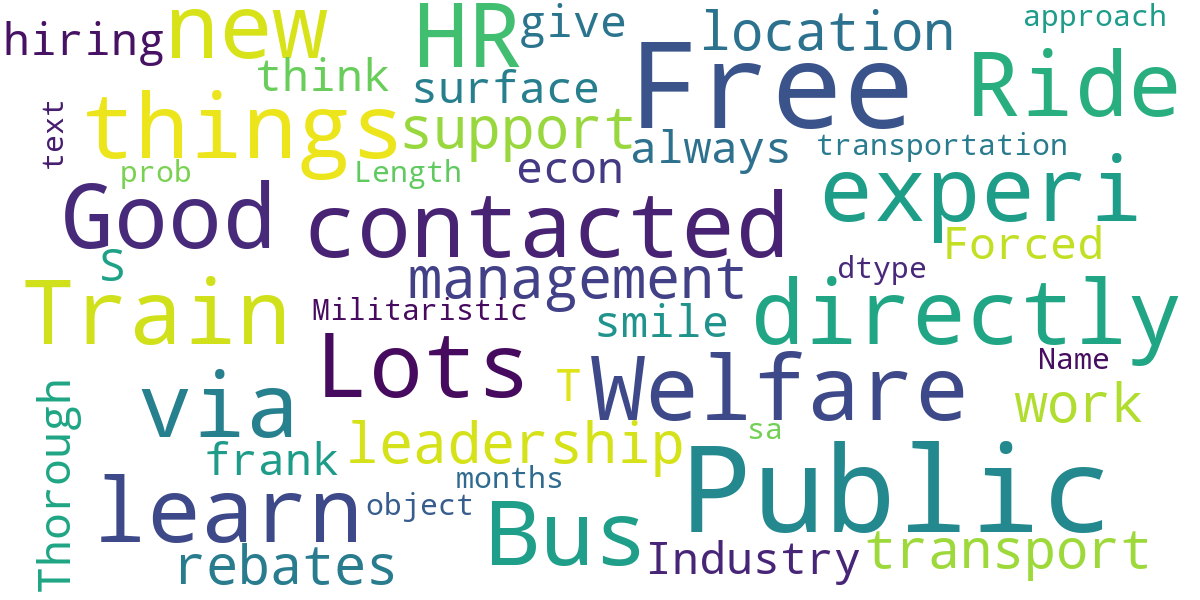 hiring
new
HR
give
location
approach
think
surface
Free
Ride
text
things
support
always
transportation
prob
Length
econ
experi
Good
contacted
Forced
S
management
dtype
Train
Militaristic
smile
directly
Lots
Name
T
Welfare
via
work
Thorough
frank
leadership
sa
Public
learn
months
object
Bus
rebates
Industry
transport